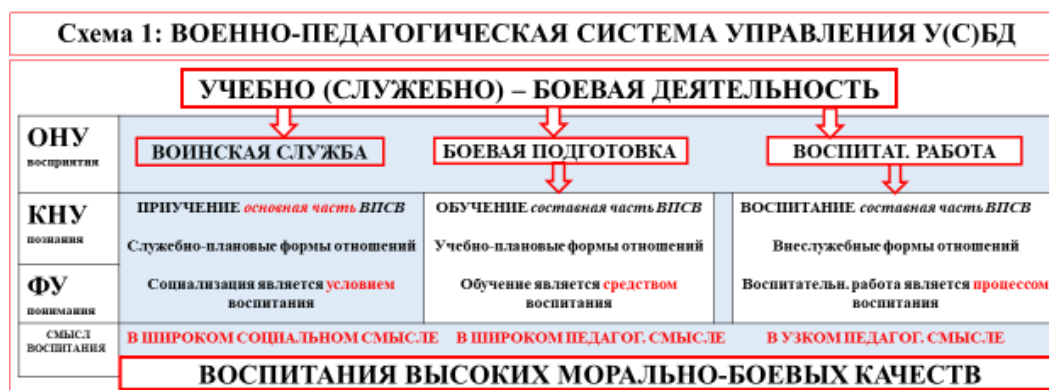 Схема 1: ВОЕННО-ПЕДАГОГИЧЕСКАЯ СИСТЕМА УПРАВЛЕНИЯ У(С)БД
УЧЕБНО (СЛУЖЕБНО) – БОЕВАЯ ДЕЯТЕЛЬНОСТЬ
ОНУ
восприятия
ВОИНСКАЯ СЛУЖБА
БОЕВАЯ ПОДГОТОВКА
ВОСПИТАТ. РАБОТА
КНУ
познания
ПРИУЧЕНИЕ основная часть ВПСВ
ОБУЧЕНИЕ составная часть ВПСВ
ВОСПИТАНИЕ составная часть ВПСВ
Служебно-плановые формы отношений
Учебно-плановые формы отношений
Внеслужебные формы отношений
ФУ
понимания
Социализация является условием
воспитания
Обучение является средством
воспитания
Воспитательн. работа является процессом
воспитания
СМЫСЛ
ВОСПИТАНИЯ
В ШИРОКОМ СОЦИАЛЬНОМ СМЫСЛЕ
В ШИРОКОМ ПЕДАГОГ. СМЫСЛЕ
В УЗКОМ ПЕДАГОГ. СМЫСЛЕ
ВОСПИТАНИЯ ВЫСОКИХ МОРАЛЬНО-БОЕВЫХ КАЧЕСТВ